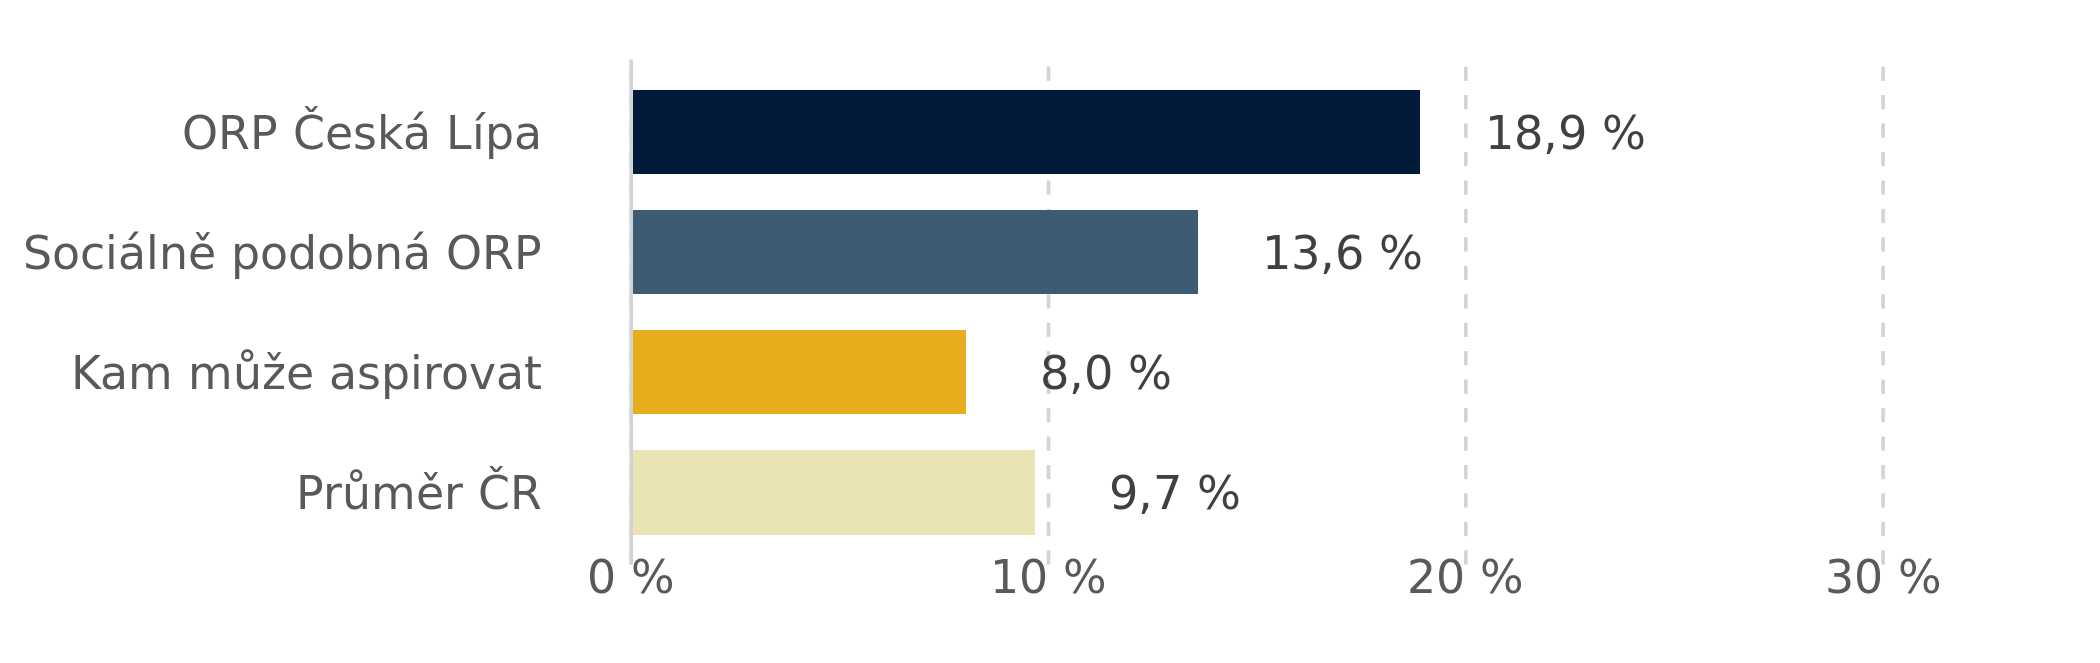 ORP Česká Lípa 18,9 %
Sociálně podobná ORP 13,6 %
Kam může aspirovat 8,0 %
Průměr ČR 9,7 %
0 % 10 % 20 % 30 %